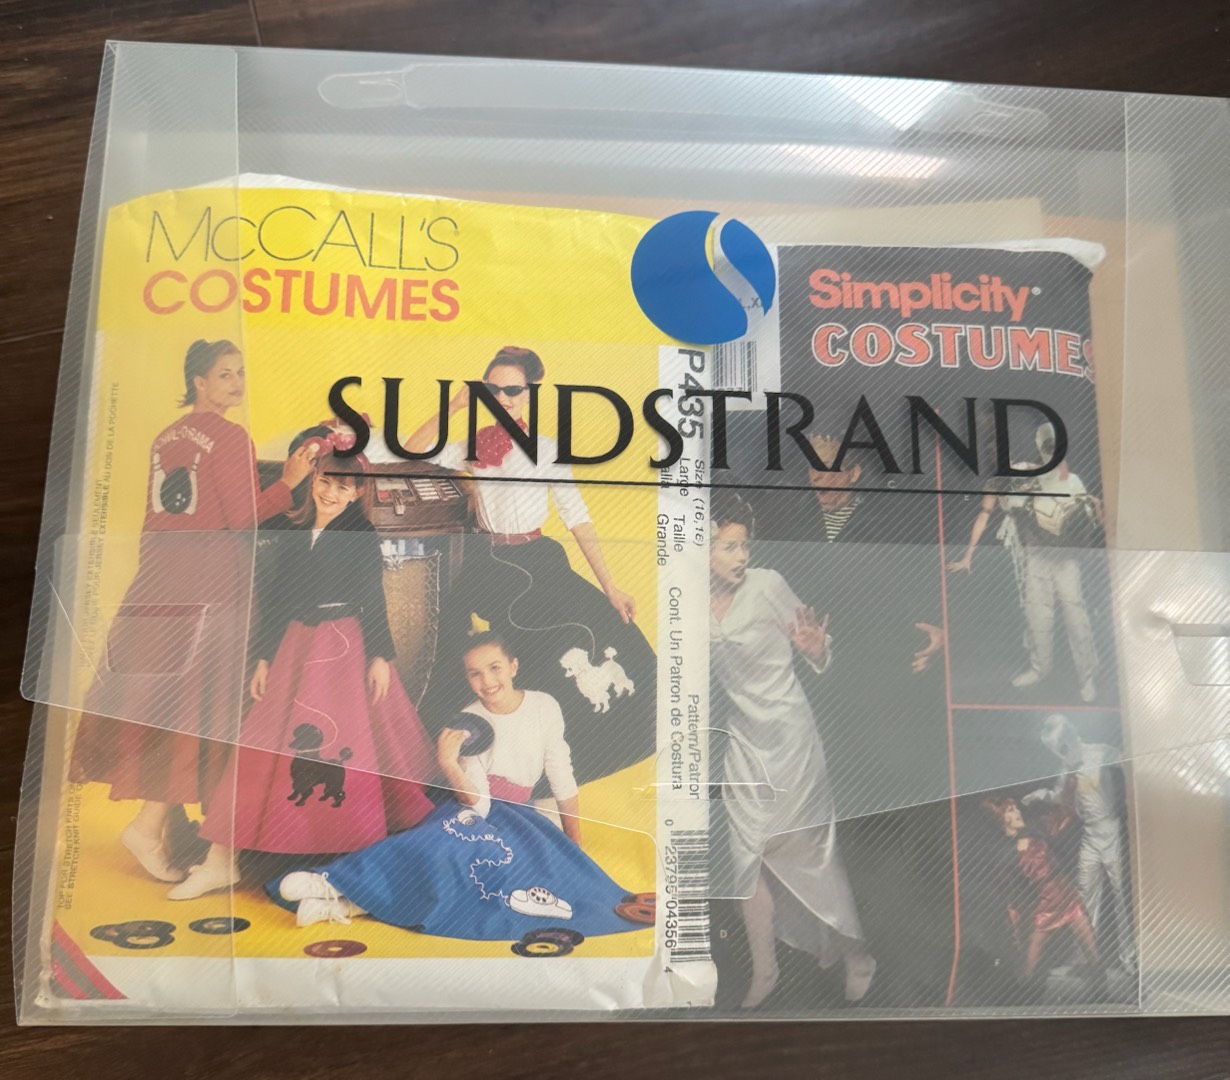 McCALL'S
COSTUMES
Simplicity®
COSTUMES
SUNDSTRAND
P435
Size (16,18)
Large Taille
Grande
Cont. Un Patron de Costura
Pattern/Patron
0 23795 04356 4
C
D